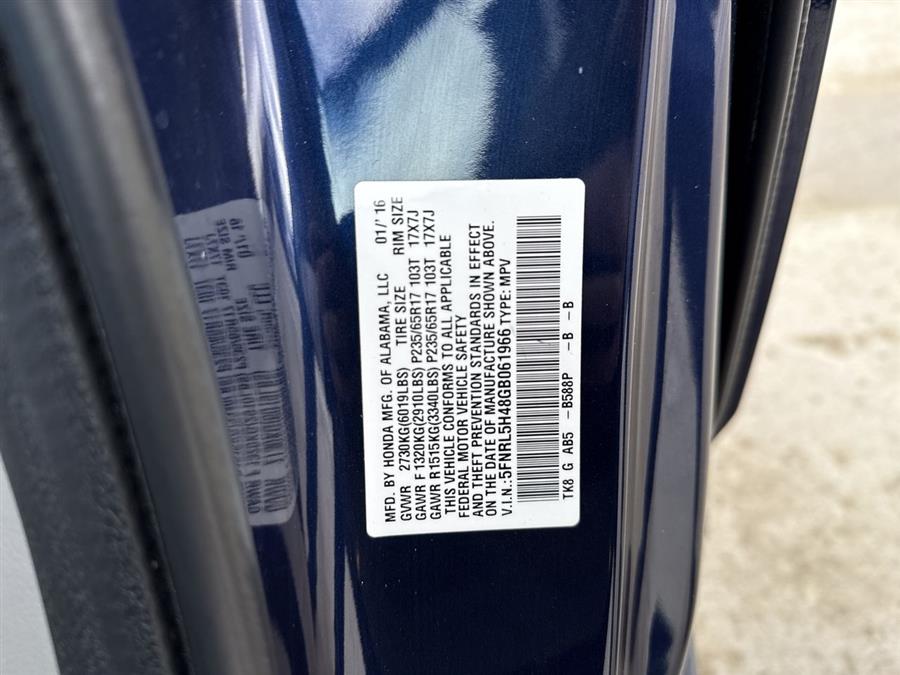 MFD. BY HONDA MFG. OF ALABAMA, LLC 01/'16
GVWR 2730KG(6019LBS) TIRE SIZE RIM SIZE
GAWR F 1320KG(2910LBS) P235/65R17 103T 17X7J
GAWR R1515KG(3340LBS) P235/65R17 103T 17X7J
THIS VEHICLE CONFORMS TO ALL APPLICABLE
FEDERAL MOTOR VEHICLE SAFETY
AND THEFT PREVENTION STANDARDS IN EFFECT
ON THE DATE OF MANUFACTURE SHOWN ABOVE.
V.I.N.:5FNRL5H48GB061966 TYPE: MPV
TK8 G AB5 -B588P -B -B